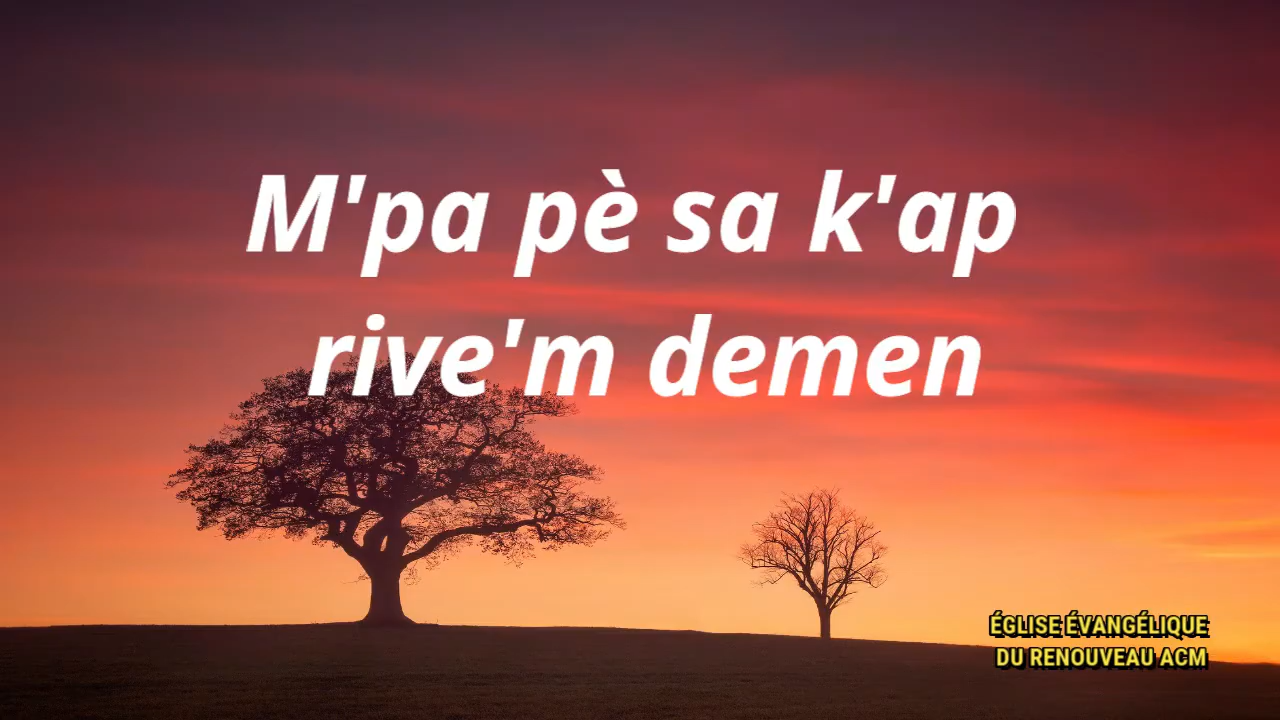 M'pa pè sa k'ap
rive'm demen
ÉGLISE ÉVANGÉLIQUE
DU RENOUVEAU ACM